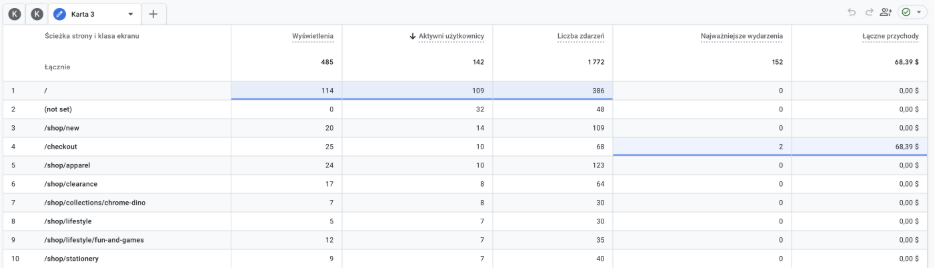 K K Karta 3
Ścieżka strony i klasa ekranu Wyświetlenia Aktywni użytkownicy Liczba zdarzeń Najważniejsze wydarzenia Łączne przychody
Łącznie 485 142 1 772 152 68,39 $
1 / 114 109 386 0 0,00 $
2 (not set) 0 32 48 0 0,00 $
3 /shop/new 20 14 109 0 0,00 $
4 /checkout 25 10 68 2 68,39 $
5 /shop/apparel 24 10 123 0 0,00 $
6 /shop/clearance 17 8 64 0 0,00 $
7 /shop/collections/chrome-dino 7 8 30 0 0,00 $
8 /shop/lifestyle 5 7 30 0 0,00 $
9 /shop/lifestyle/fun-and-games 12 7 35 0 0,00 $
10 /shop/stationery 9 7 40 0 0,00 $